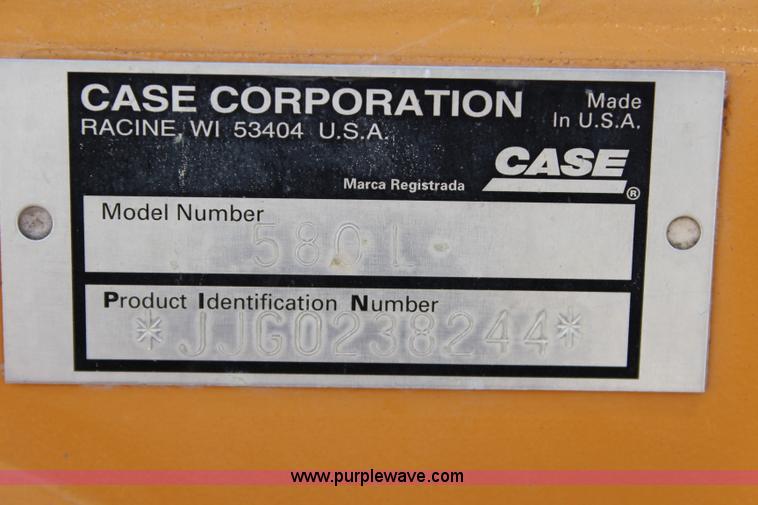 CASE CORPORATION
RACINE, WI 53404 U.S.A.
Made
In U.S.A.
Marca Registrada
CASE
®
Model Number
580L
Product Identification Number
*JJG0238244*
www.purplewave.com